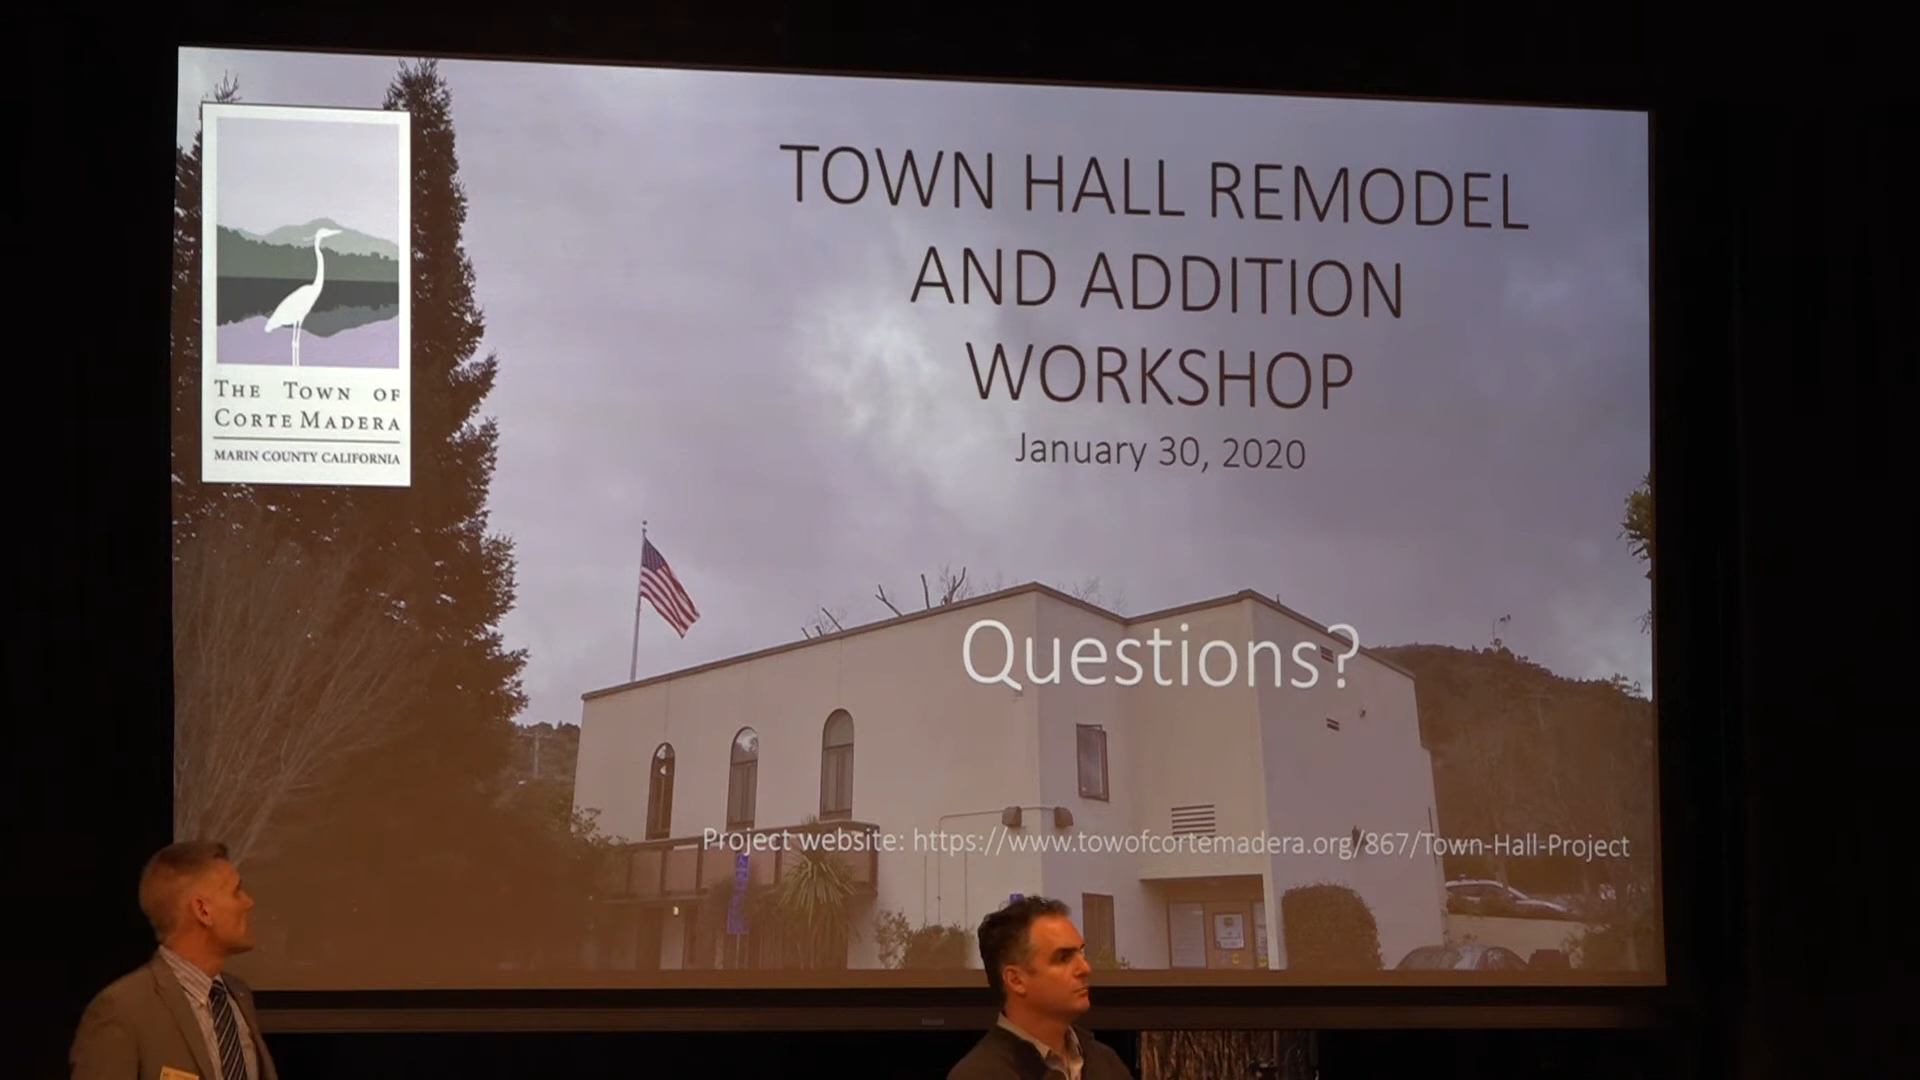 THE TOWN OF
CORTE MADERA
MARIN COUNTY CALIFORNIA
TOWN HALL REMODEL
AND ADDITION
WORKSHOP
January 30, 2020
Questions?
Project website: https://www.towofcortemadera.org/867/Town-Hall-Project